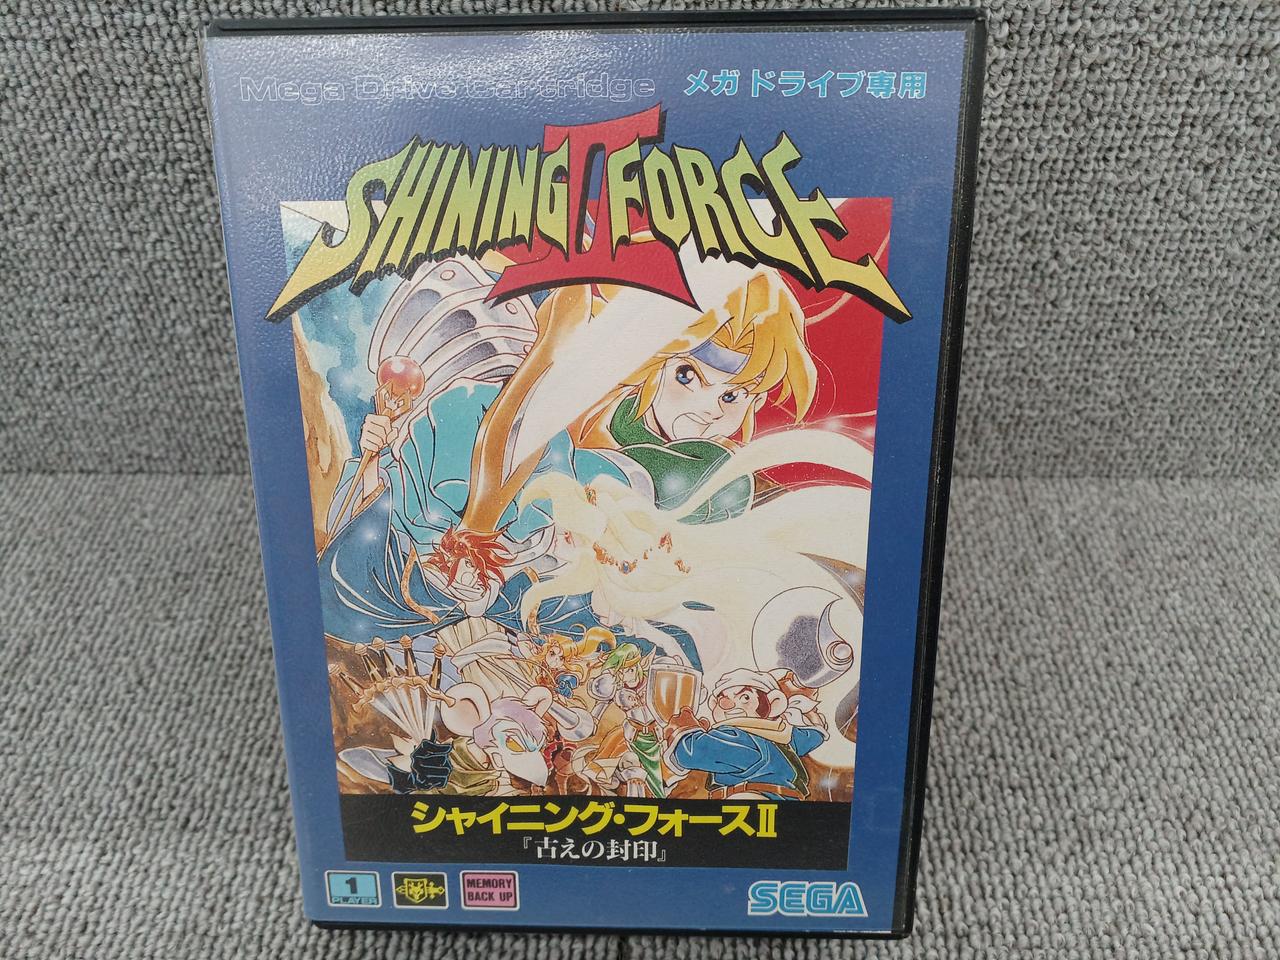 Mega Drive Cartridge メガドライブ専用
SHINING FORCE II
シャイニング・フォースⅡ
『古えの封印』
1 PLAYER
MEMORY BACK UP
SEGA